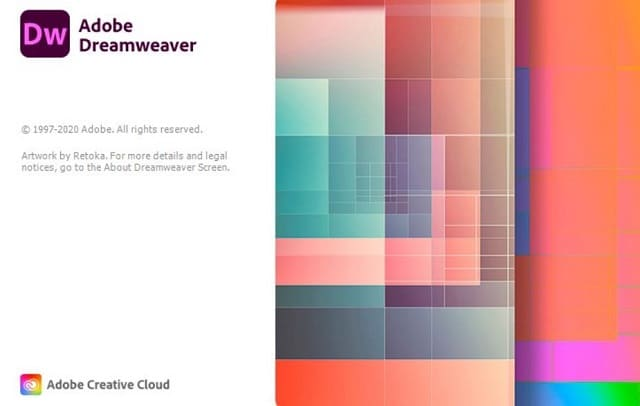 Dw
Adobe
Dreamweaver
© 1997-2020 Adobe. All rights reserved.
Artwork by Retoka. For more details and legal
notices, go to the About Dreamweaver Screen.
Adobe Creative Cloud